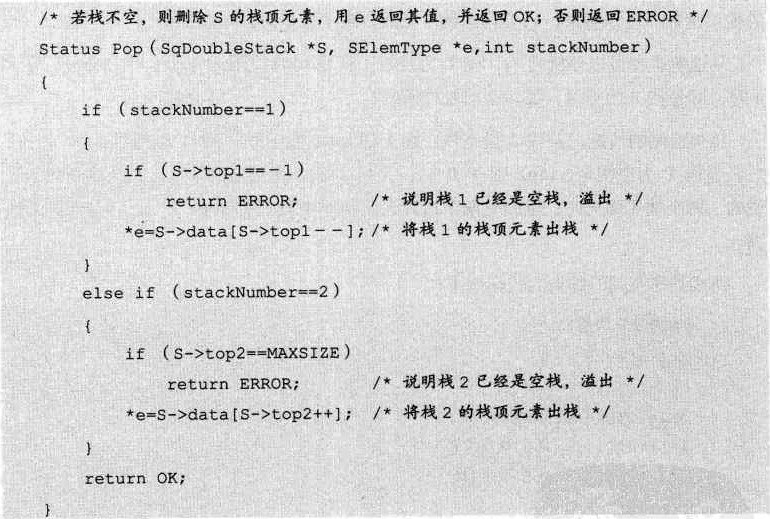 /* 若栈不空，则删除 S 的栈顶元素，用 e 返回其值，并返回 OK；否则返回 ERROR */
Status Pop (SqDoubleStack *S, SElemType *e,int stackNumber)
{
if (stackNumber==1)
{
if (S->top1==-1)
return ERROR; /* 说明栈 1 已经是空栈，溢出 */
*e=S->data[S->top1--]; /* 将栈 1 的栈顶元素出栈 */
}
else if (stackNumber==2)
{
if (S->top2==MAXSIZE)
return ERROR; /* 说明栈 2 已经是空栈，溢出 */
*e=S->data[S->top2++]; /* 将栈 2 的栈顶元素出栈 */
}
return OK;
}